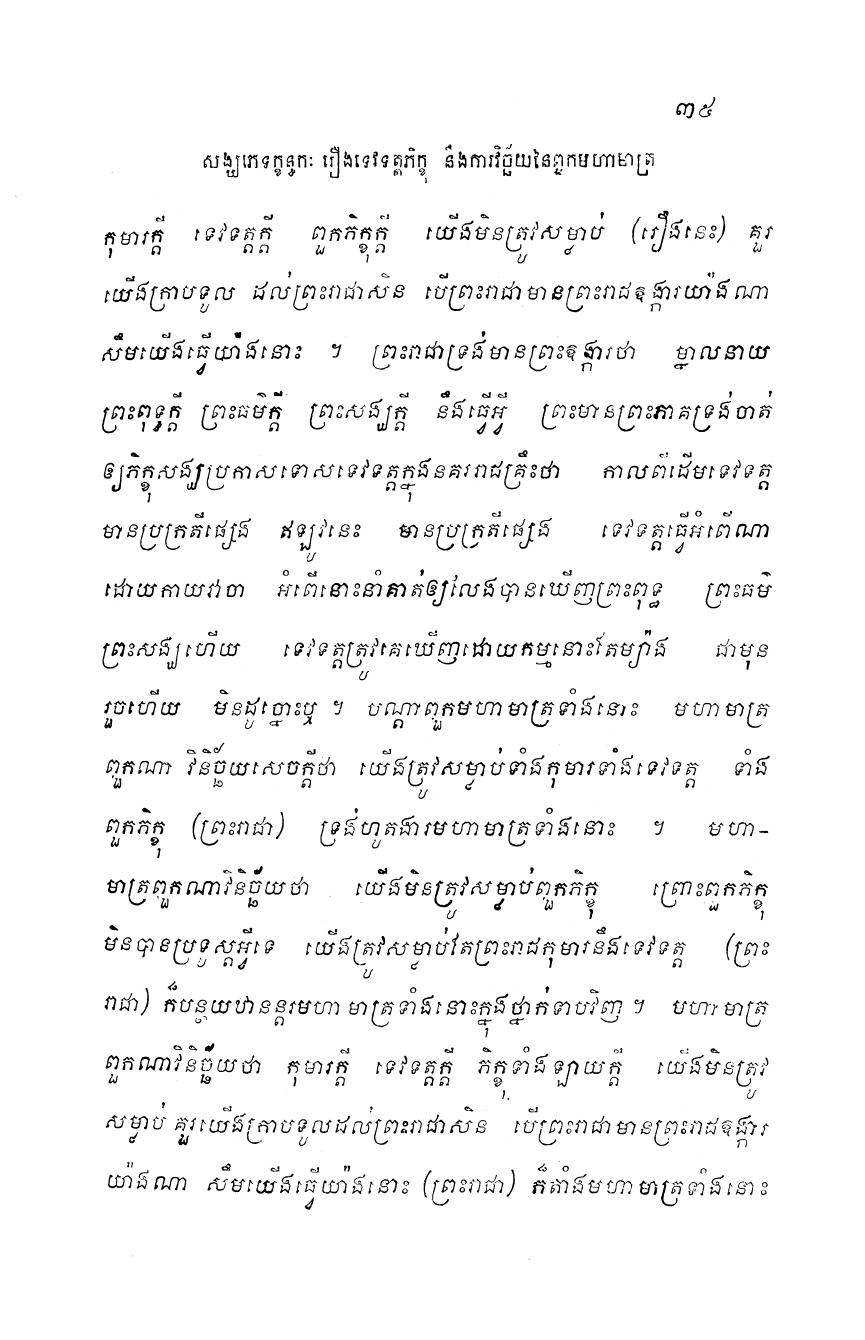 ៣៥
សង្ឃភេទក្ខន្ធកៈ រឿងទេវទត្តភិក្ខុ នឹងការវិច្ឆ័យនៃពួកមហាមាត្រ
កុមារក្តី ទេវទត្តក្តី ពួកភិក្ខុក្តី យើងមិនត្រូវសម្លាប់ (រឿងនេះ) គួរ
យើងក្រាបទូល ដល់ព្រះរាជាសិន បើព្រះរាជាមានព្រះរាជឱង្ការយ៉ាងណា
សឹមយើងធ្វើយ៉ាងនោះ ។ ព្រះរាជាទ្រង់មានព្រះឱង្ការថា ម្នាលនាយ
ព្រះពុទ្ធក្តី ព្រះធម៌ក្តី ព្រះសង្ឃក្តី នឹងធ្វើអ្វី ព្រះមានព្រះភាគទ្រង់ចាត់
ឲ្យភិក្ខុសង្ឃប្រកាសទោសទេវទត្តក្នុងនគររាជគ្រឹះថា កាលពីដើមទេវទត្ត
មានប្រក្រតីផ្សេង ឥឡូវនេះ មានប្រក្រតីផ្សេង ទេវទត្តធ្វើអំពើណា
ដោយកាយវាចា អំពើនោះនាំគាត់ឲ្យលែងបានឃើញព្រះពុទ្ធ ព្រះធម៌
ព្រះសង្ឃហើយ ទេវទត្តត្រូវគេឃើញដោយកម្មនោះតែម្យ៉ាង ជាមុន
រួចហើយ មិនដូច្នោះឬ ។ បណ្តាពួកមហាមាត្រទាំងនោះ មហាមាត្រ
ពួកណា វិនិច្ឆ័យសេចក្តីថា យើងត្រូវសម្លាប់ទាំងកុមារទាំងទេវទត្ត ទាំង
ពួកភិក្ខុ (ព្រះរាជា) ទ្រង់ហូតងារមហាមាត្រទាំងនោះ ។ មហា-
មាត្រពួកណាវិនិច្ឆ័យថា យើងមិនត្រូវសម្លាប់ពួកភិក្ខុ ព្រោះពួកភិក្ខុ
មិនបានប្រទូស្តអ្វីទេ យើងត្រូវសម្លាប់តែព្រះរាជកុមារនឹងទេវទត្ត (ព្រះ
រាជា) ក៏បន្ថយឋានន្តរមហាមាត្រទាំងនោះក្នុងថ្នាក់ទាបវិញ ។ មហាមាត្រ
ពួកណាវិនិច្ឆ័យថា កុមារក្តី ទេវទត្តក្តី ភិក្ខុទាំងឡាយក្តី យើងមិនត្រូវ
សម្លាប់ គួរយើងក្រាបទូលដល់ព្រះរាជាសិន បើព្រះរាជាមានព្រះរាជឱង្ការ
យ៉ាងណា សឹមយើងធ្វើយ៉ាងនោះ (ព្រះរាជា) ក៏តាំងមហាមាត្រទាំងនោះ